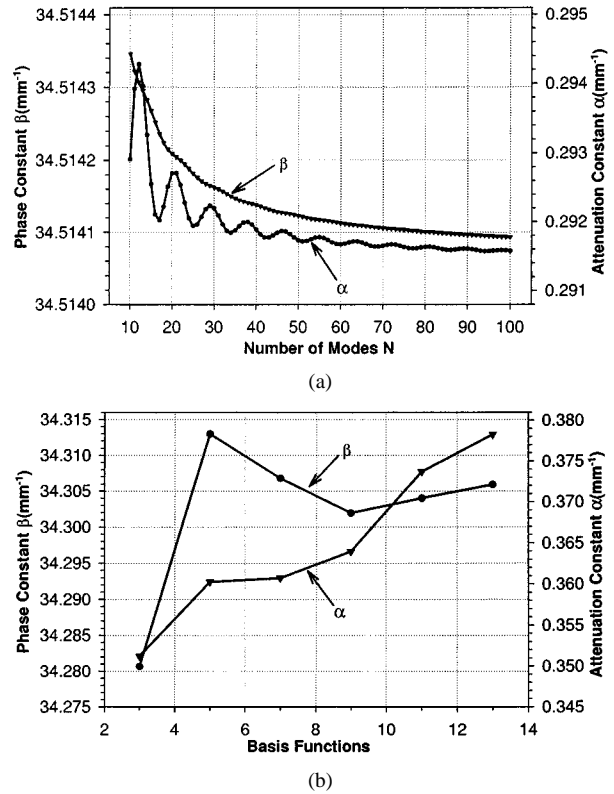 34.5144
34.5143
34.5142
34.5141
34.5140
Phase Constant β(mm⁻¹)
0.295
0.294
0.293
0.292
0.291
Attenuation Constant α(mm⁻¹)
β
α
10 20 30 40 50 60 70 80 90 100
Number of Modes N
(a)
34.315
34.310
34.305
34.300
34.295
34.290
34.285
34.280
34.275
Phase Constant β(mm⁻¹)
0.380
0.375
0.370
0.365
0.360
0.355
0.350
0.345
Attenuation Constant α(mm⁻¹)
β
α
2 4 6 8 10 12 14
Basis Functions
(b)